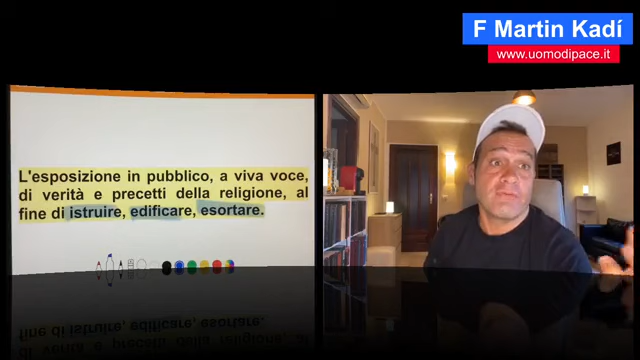 F Martin Kadí
www.uomodipace.it
L'esposizione in pubblico, a viva voce,
di verità e precetti della religione, al
fine di istruire, edificare, esortare.